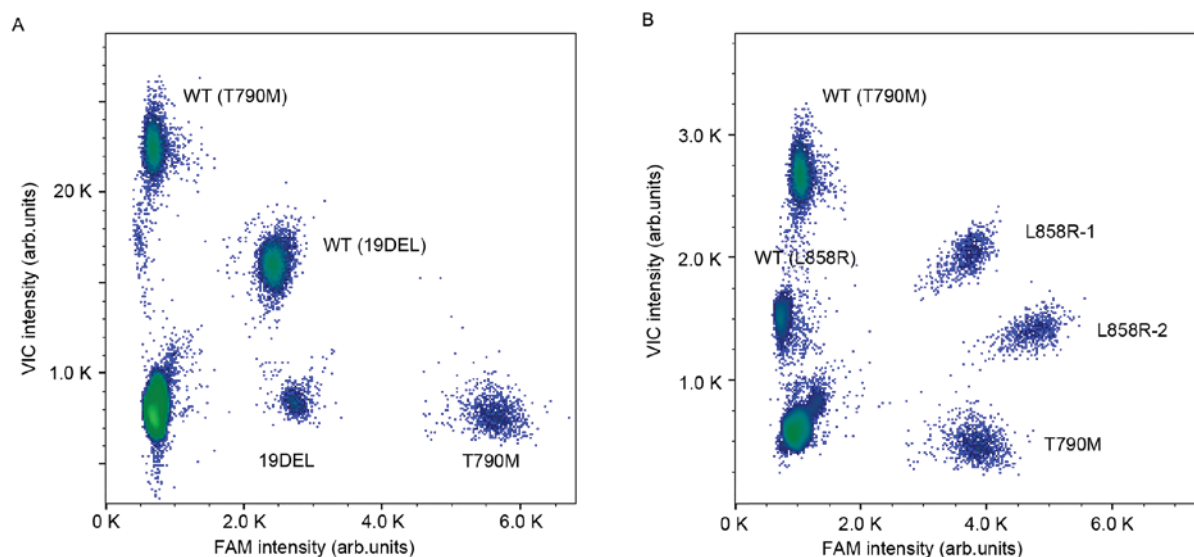 A
WT (T790M)
20 K
WT (19DEL)
VIC intensity (arb.units)
1.0 K
19DEL
T790M
0 K
2.0 K
4.0 K
6.0 K
FAM intensity (arb.units)
B
WT (T790M)
3.0 K
L858R-1
WT (L858R)
2.0 K
VIC intensity (arb.units)
L858R-2
1.0 K
T790M
0 K
0 K
2.0 K
4.0 K
6.0 K
FAM intensity (arb.units)